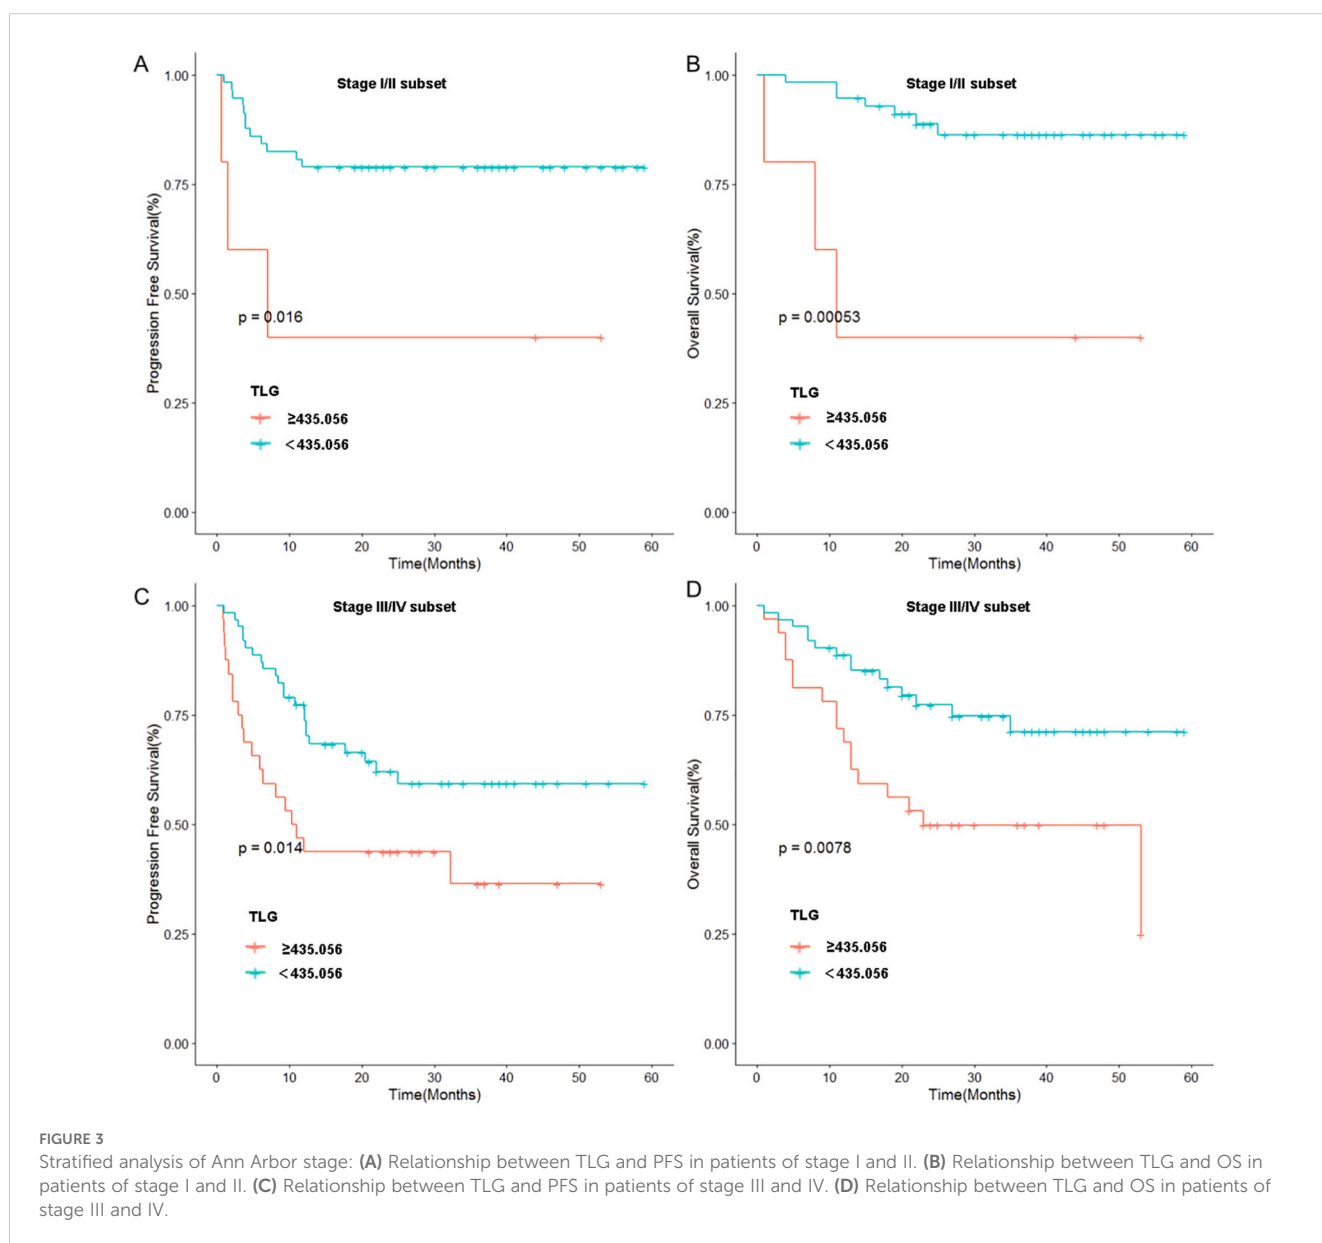 A
Stage I/II subset
Progression Free Survival(%)
1.00
0.75
0.50
0.25
0.00
p = 0.016
TLG
≥435.056
<435.056
0 10 20 30 40 50 60
Time(Months)
B
Stage I/II subset
Overall Survival(%)
1.00
0.75
0.50
0.25
0.00
p = 0.00053
TLG
≥435.056
<435.056
0 10 20 30 40 50 60
Time(Months)
C
Stage III/IV subset
Progression Free Survival(%)
1.00
0.75
0.50
0.25
0.00
p = 0.014
TLG
≥435.056
<435.056
0 10 20 30 40 50 60
Time(Months)
D
Stage III/IV subset
Overall Survival(%)
1.00
0.75
0.50
0.25
0.00
p = 0.0078
TLG
≥435.056
<435.056
0 10 20 30 40 50 60
Time(Months)
FIGURE 3
Stratified analysis of Ann Arbor stage: (A) Relationship between TLG and PFS in patients of stage I and II. (B) Relationship between TLG and OS in
patients of stage I and II. (C) Relationship between TLG and PFS in patients of stage III and IV. (D) Relationship between TLG and OS in patients of
stage III and IV.